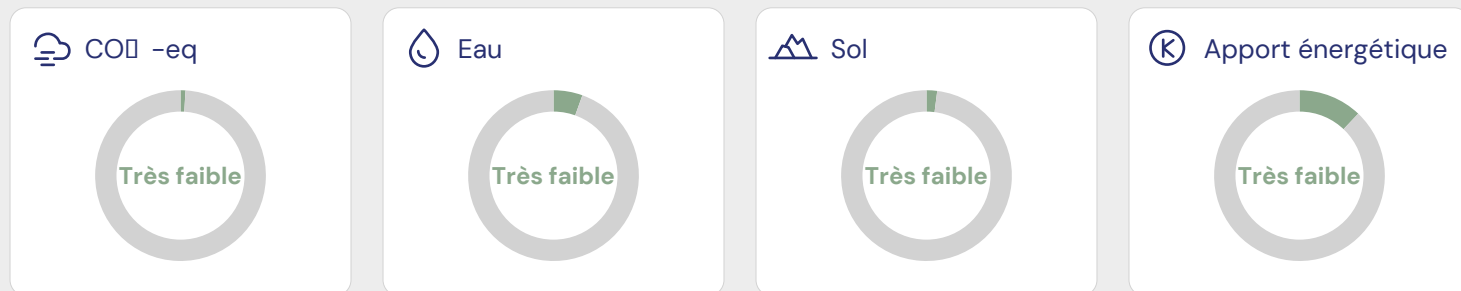 CO▯ -eq
Eau
Sol
Apport énergétique
Très faible
Très faible
Très faible
Très faible